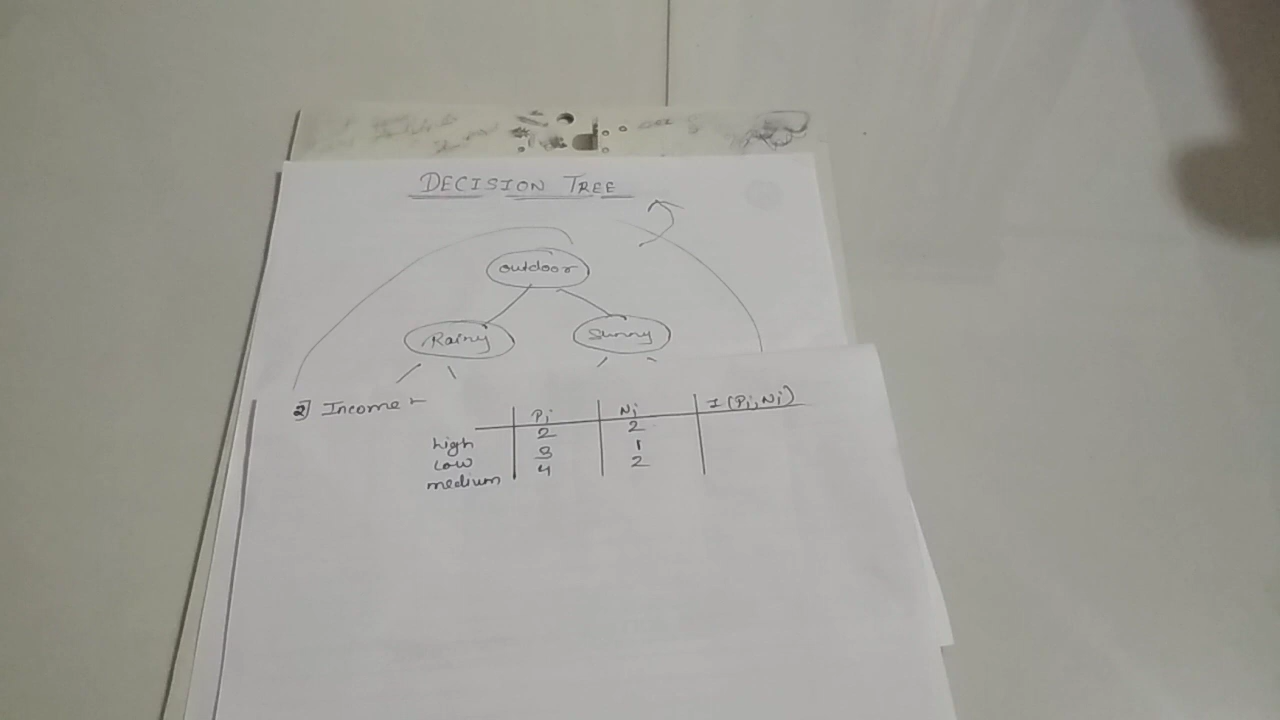 DECISION TREE
outdoor
Rainy Sunny
2] Income
Pi Ni I(Pi, Ni)
high 2 2
Low 3 1
medium 4 2